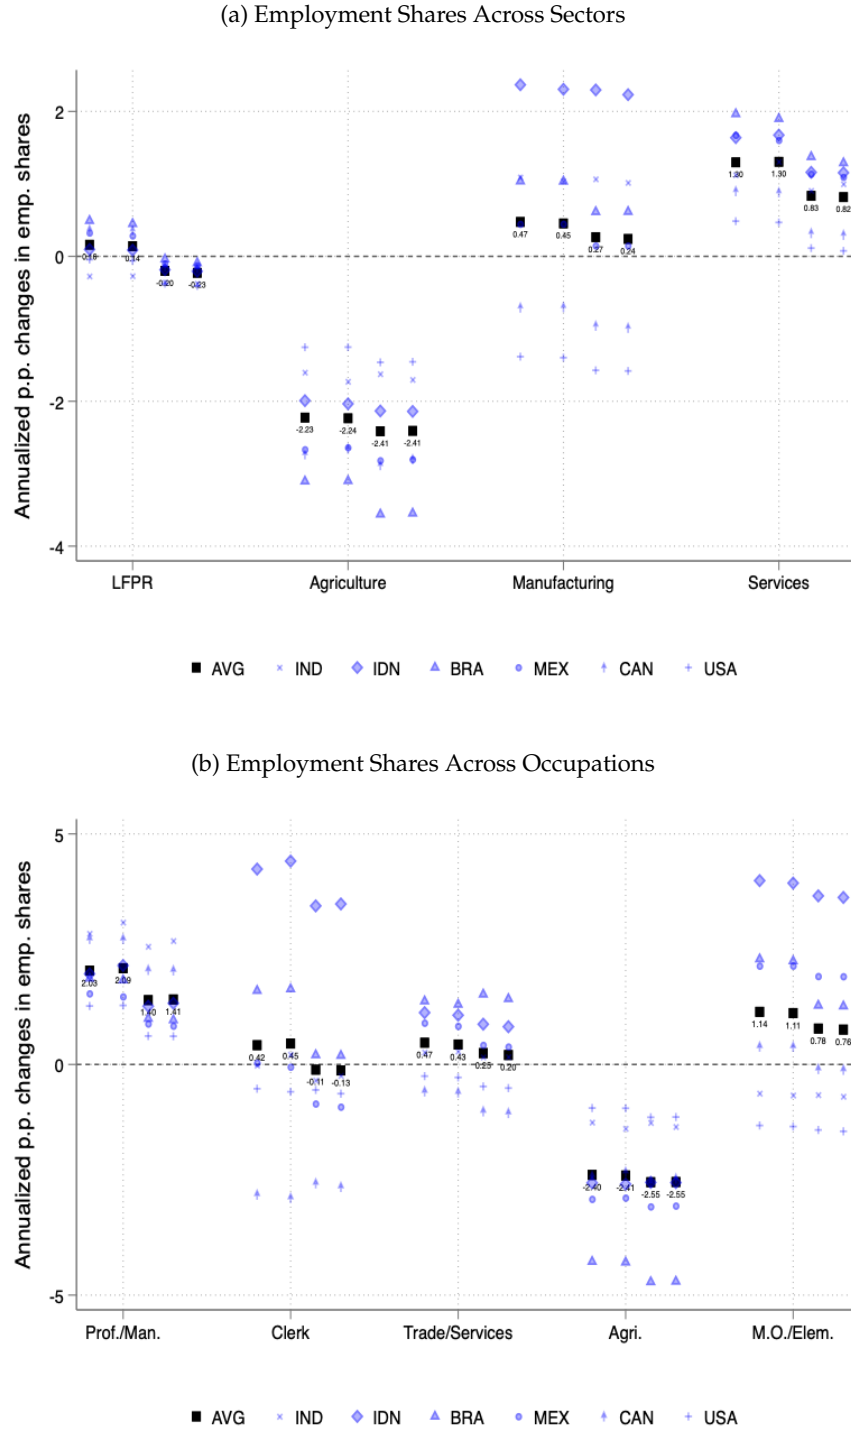 (a) Employment Shares Across Sectors
Annualized p.p. changes in emp. shares
2
0
-2
-4
0.16
0.14
-0.20
-0.23
-2.23
-2.24
-2.41
-2.41
0.47
0.45
0.27
0.24
1.30
1.30
0.83
0.82
LFPR
Agriculture
Manufacturing
Services
AVG IND IDN BRA MEX CAN USA
(b) Employment Shares Across Occupations
Annualized p.p. changes in emp. shares
5
0
-5
2.03
2.09
1.40
1.41
0.42
0.45
-0.11
-0.13
0.47
0.43
0.25
0.20
-2.40
-2.41
-2.55
-2.55
1.14
1.11
0.78
0.76
Prof./Man.
Clerk
Trade/Services
Agri.
M.O./Elem.
AVG IND IDN BRA MEX CAN USA